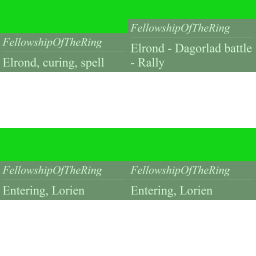 FellowshipOfTheRing
Elrond, curing, spell
FellowshipOfTheRing
Elrond - Dagorlad battle
- Rally
FellowshipOfTheRing
Entering, Lorien
FellowshipOfTheRing
Entering, Lorien